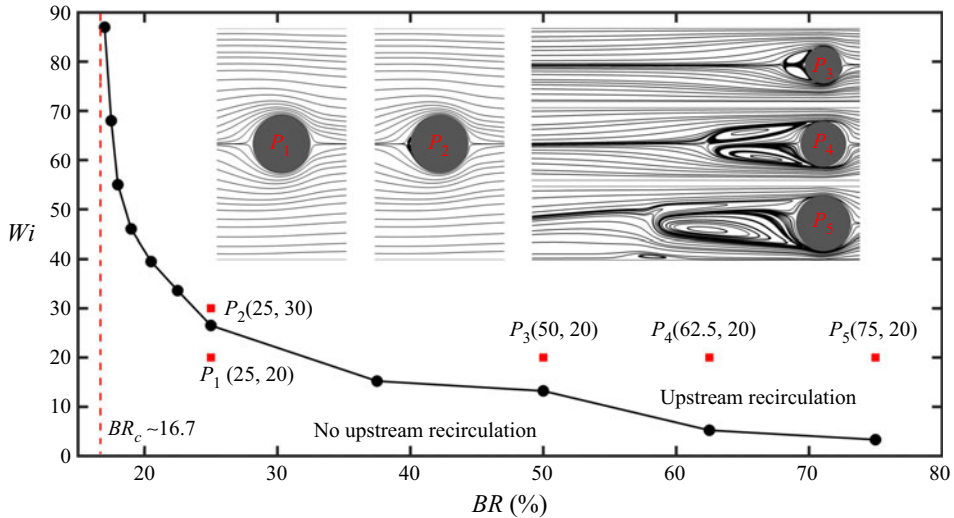 90
80
70
60
50
40
30
20
10
0
Wi
P1
P2
P3
P4
P5
P2(25, 30)
P1 (25, 20)
P3(50, 20)
P4(62.5, 20)
P5(75, 20)
BRc ~16.7
No upstream recirculation
Upstream recirculation
20
30
40
50
60
70
80
BR (%)